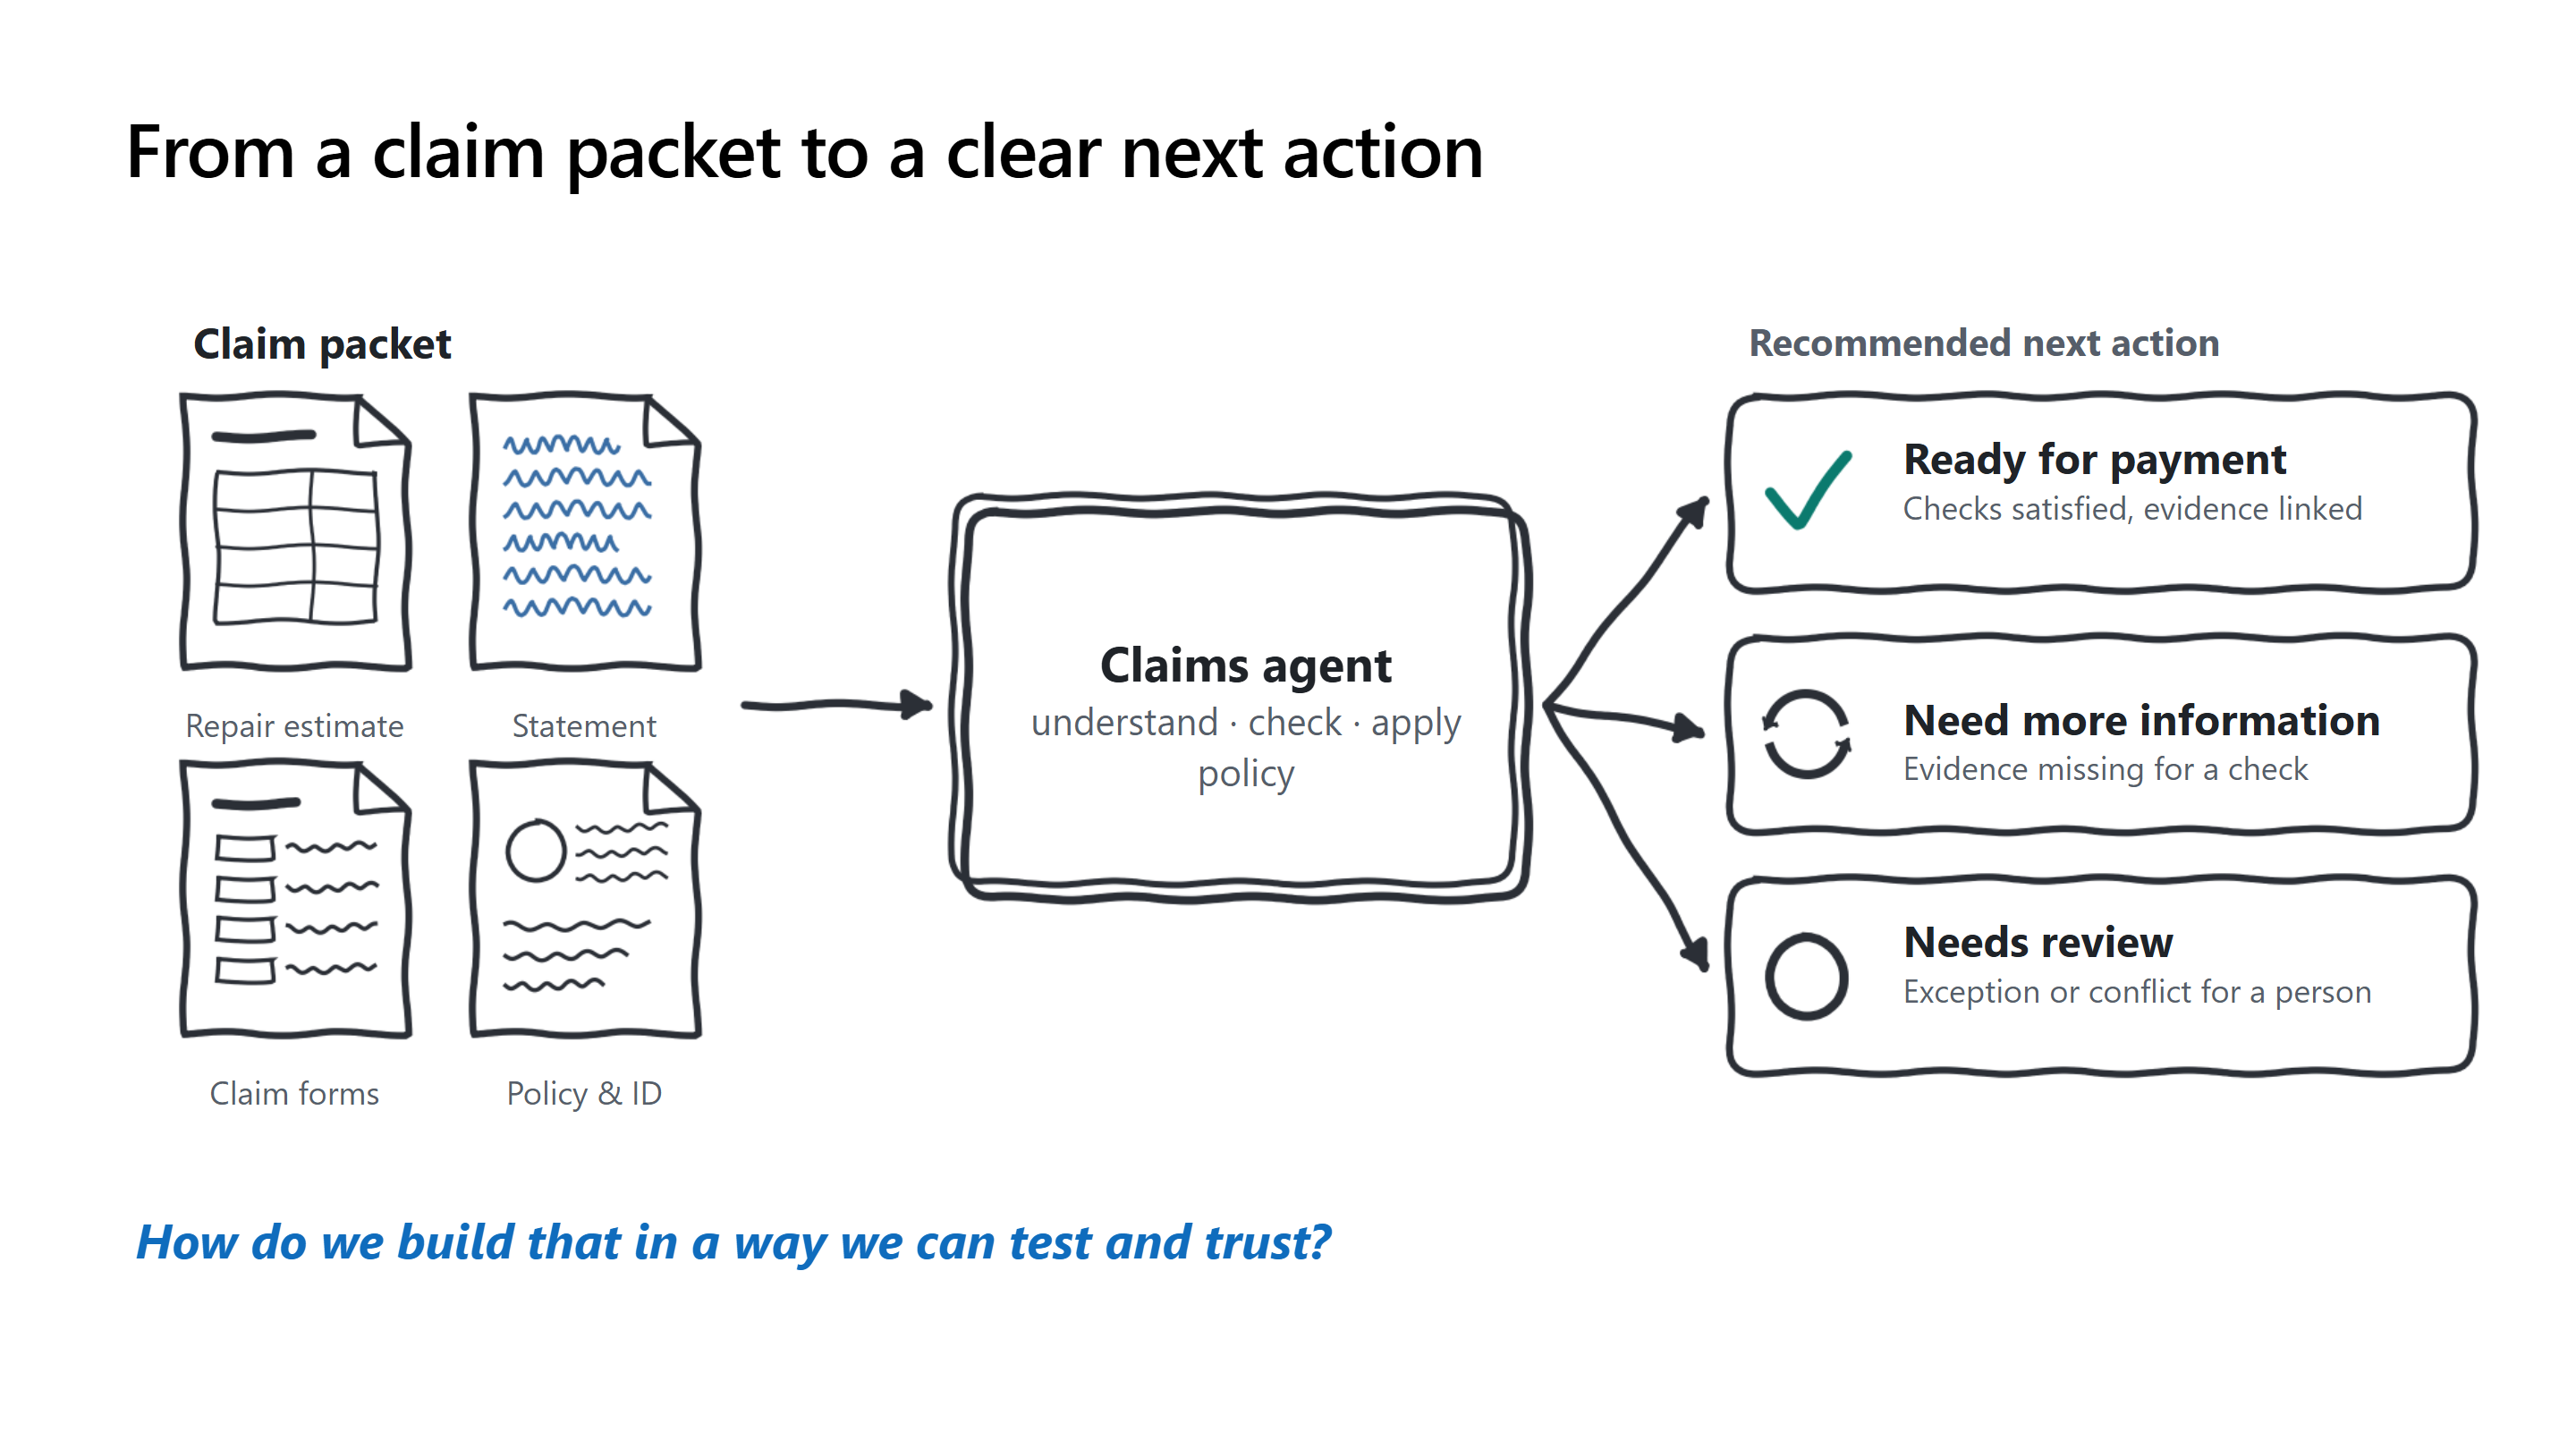 From a claim packet to a clear next action
Claim packet
Repair estimate
Statement
Claim forms
Policy & ID
Claims agent
understand · check · apply
policy
Recommended next action
Ready for payment
Checks satisfied, evidence linked
Need more information
Evidence missing for a check
Needs review
Exception or conflict for a person
How do we build that in a way we can test and trust?